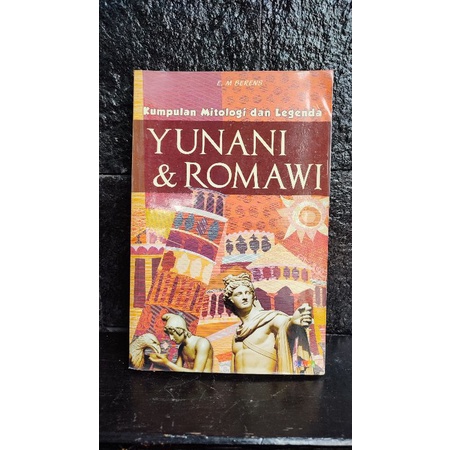 E. M BERENS
Kumpulan Mitologi dan Legenda
YUNANI
& ROMAWI